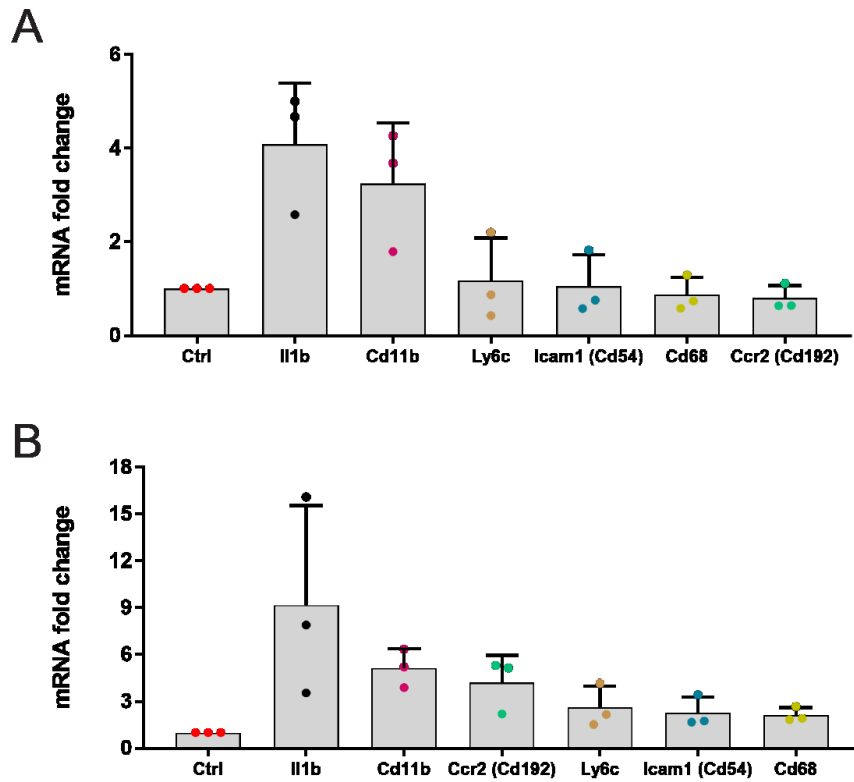 A
mRNA fold change
6
4
2
0
Ctrl Il1b Cd11b Ly6c Icam1 (Cd54) Cd68 Ccr2 (Cd192)
B
mRNA fold change
18
15
12
9
6
3
0
Ctrl Il1b Cd11b Ccr2 (Cd192) Ly6c Icam1 (Cd54) Cd68